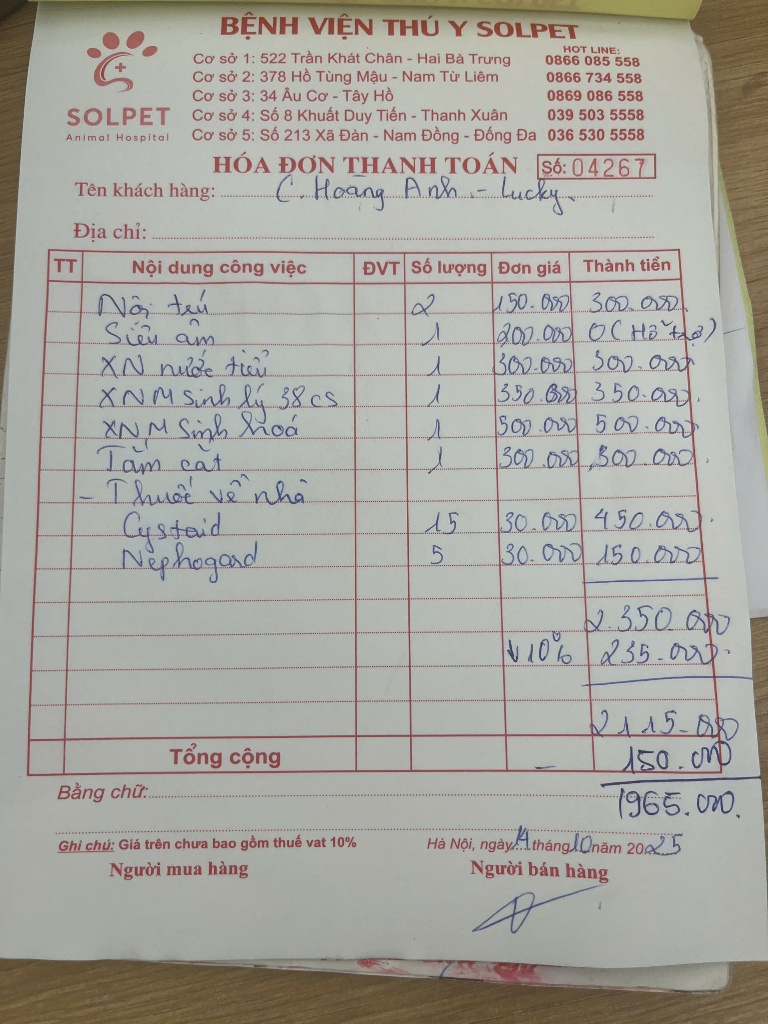 BỆNH VIỆN THÚ Y SOLPET
HOT LINE:
Cơ sở 1: 522 Trần Khát Chân - Hai Bà Trưng 0866 085 558
Cơ sở 2: 378 Hồ Tùng Mậu - Nam Từ Liêm 0866 734 558
Cơ sở 3: 34 Âu Cơ - Tây Hồ 0869 086 558
Cơ sở 4: Số 8 Khuất Duy Tiến - Thanh Xuân 039 503 5558
Cơ sở 5: Số 213 Xã Đàn - Nam Đồng - Đống Đa 036 530 5558
SOLPET
Animal Hospital
HÓA ĐƠN THANH TOÁN Số: 04267
Tên khách hàng: C. Hoàng Anh - Lucky.
Địa chỉ:
TT Nội dung công việc ĐVT Số lượng Đơn giá Thành tiền
Nội trú 2 150.000 300.000
Siêu âm 1 200.000 0 (Hỗ trợ)
XN nước tiểu 1 300.000 300.000
XNM Sinh lý 38 cs 1 350.000 350.000
XNM Sinh hoá 1 500.000 500.000
Tắm cắt 1 300.000 300.000
- Thuốc về nhà
Cystaid 15 30.000 450.000
Nephogard 5 30.000 150.000
2.350.000
↓10% 235.000
2115.000
Tổng cộng - 150.000
1965.000.
Bằng chữ:
Ghi chú: Giá trên chưa bao gồm thuế vat 10% Hà Nội, ngày 14 tháng 10 năm 2025
Người mua hàng Người bán hàng